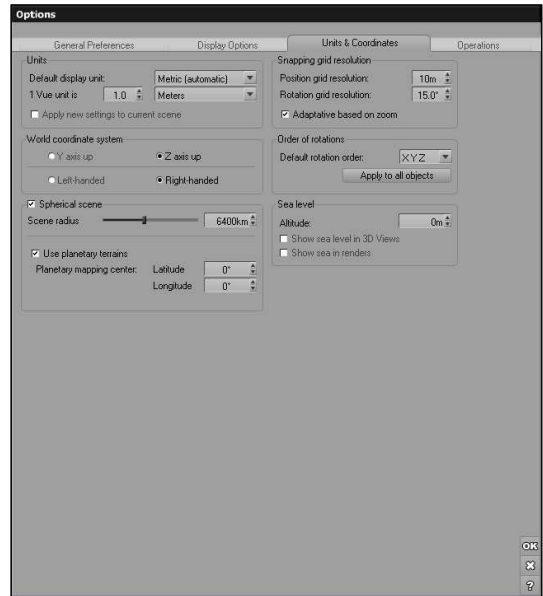 Options
General Preferences
Display Options
Units & Coordinates
Operations
Units
Default display unit:
Metric (automatic)
1 Vue unit is
1.0
Meters
Apply new settings to current scene
World coordinate system
Y axis up
Z axis up
Left-handed
Right-handed
Spherical scene
Scene radius
6400km
Use planetary terrains
Planetary mapping center:
Latitude
0°
Longitude
0°
Snapping grid resolution
Position grid resolution:
10m
Rotation grid resolution:
15.0°
Adaptative based on zoom
Order of rotations
Default rotation order:
XYZ
Apply to all objects
Sea level
Altitude:
0m
Show sea level in 3D Views
Show sea in renders
OK
?